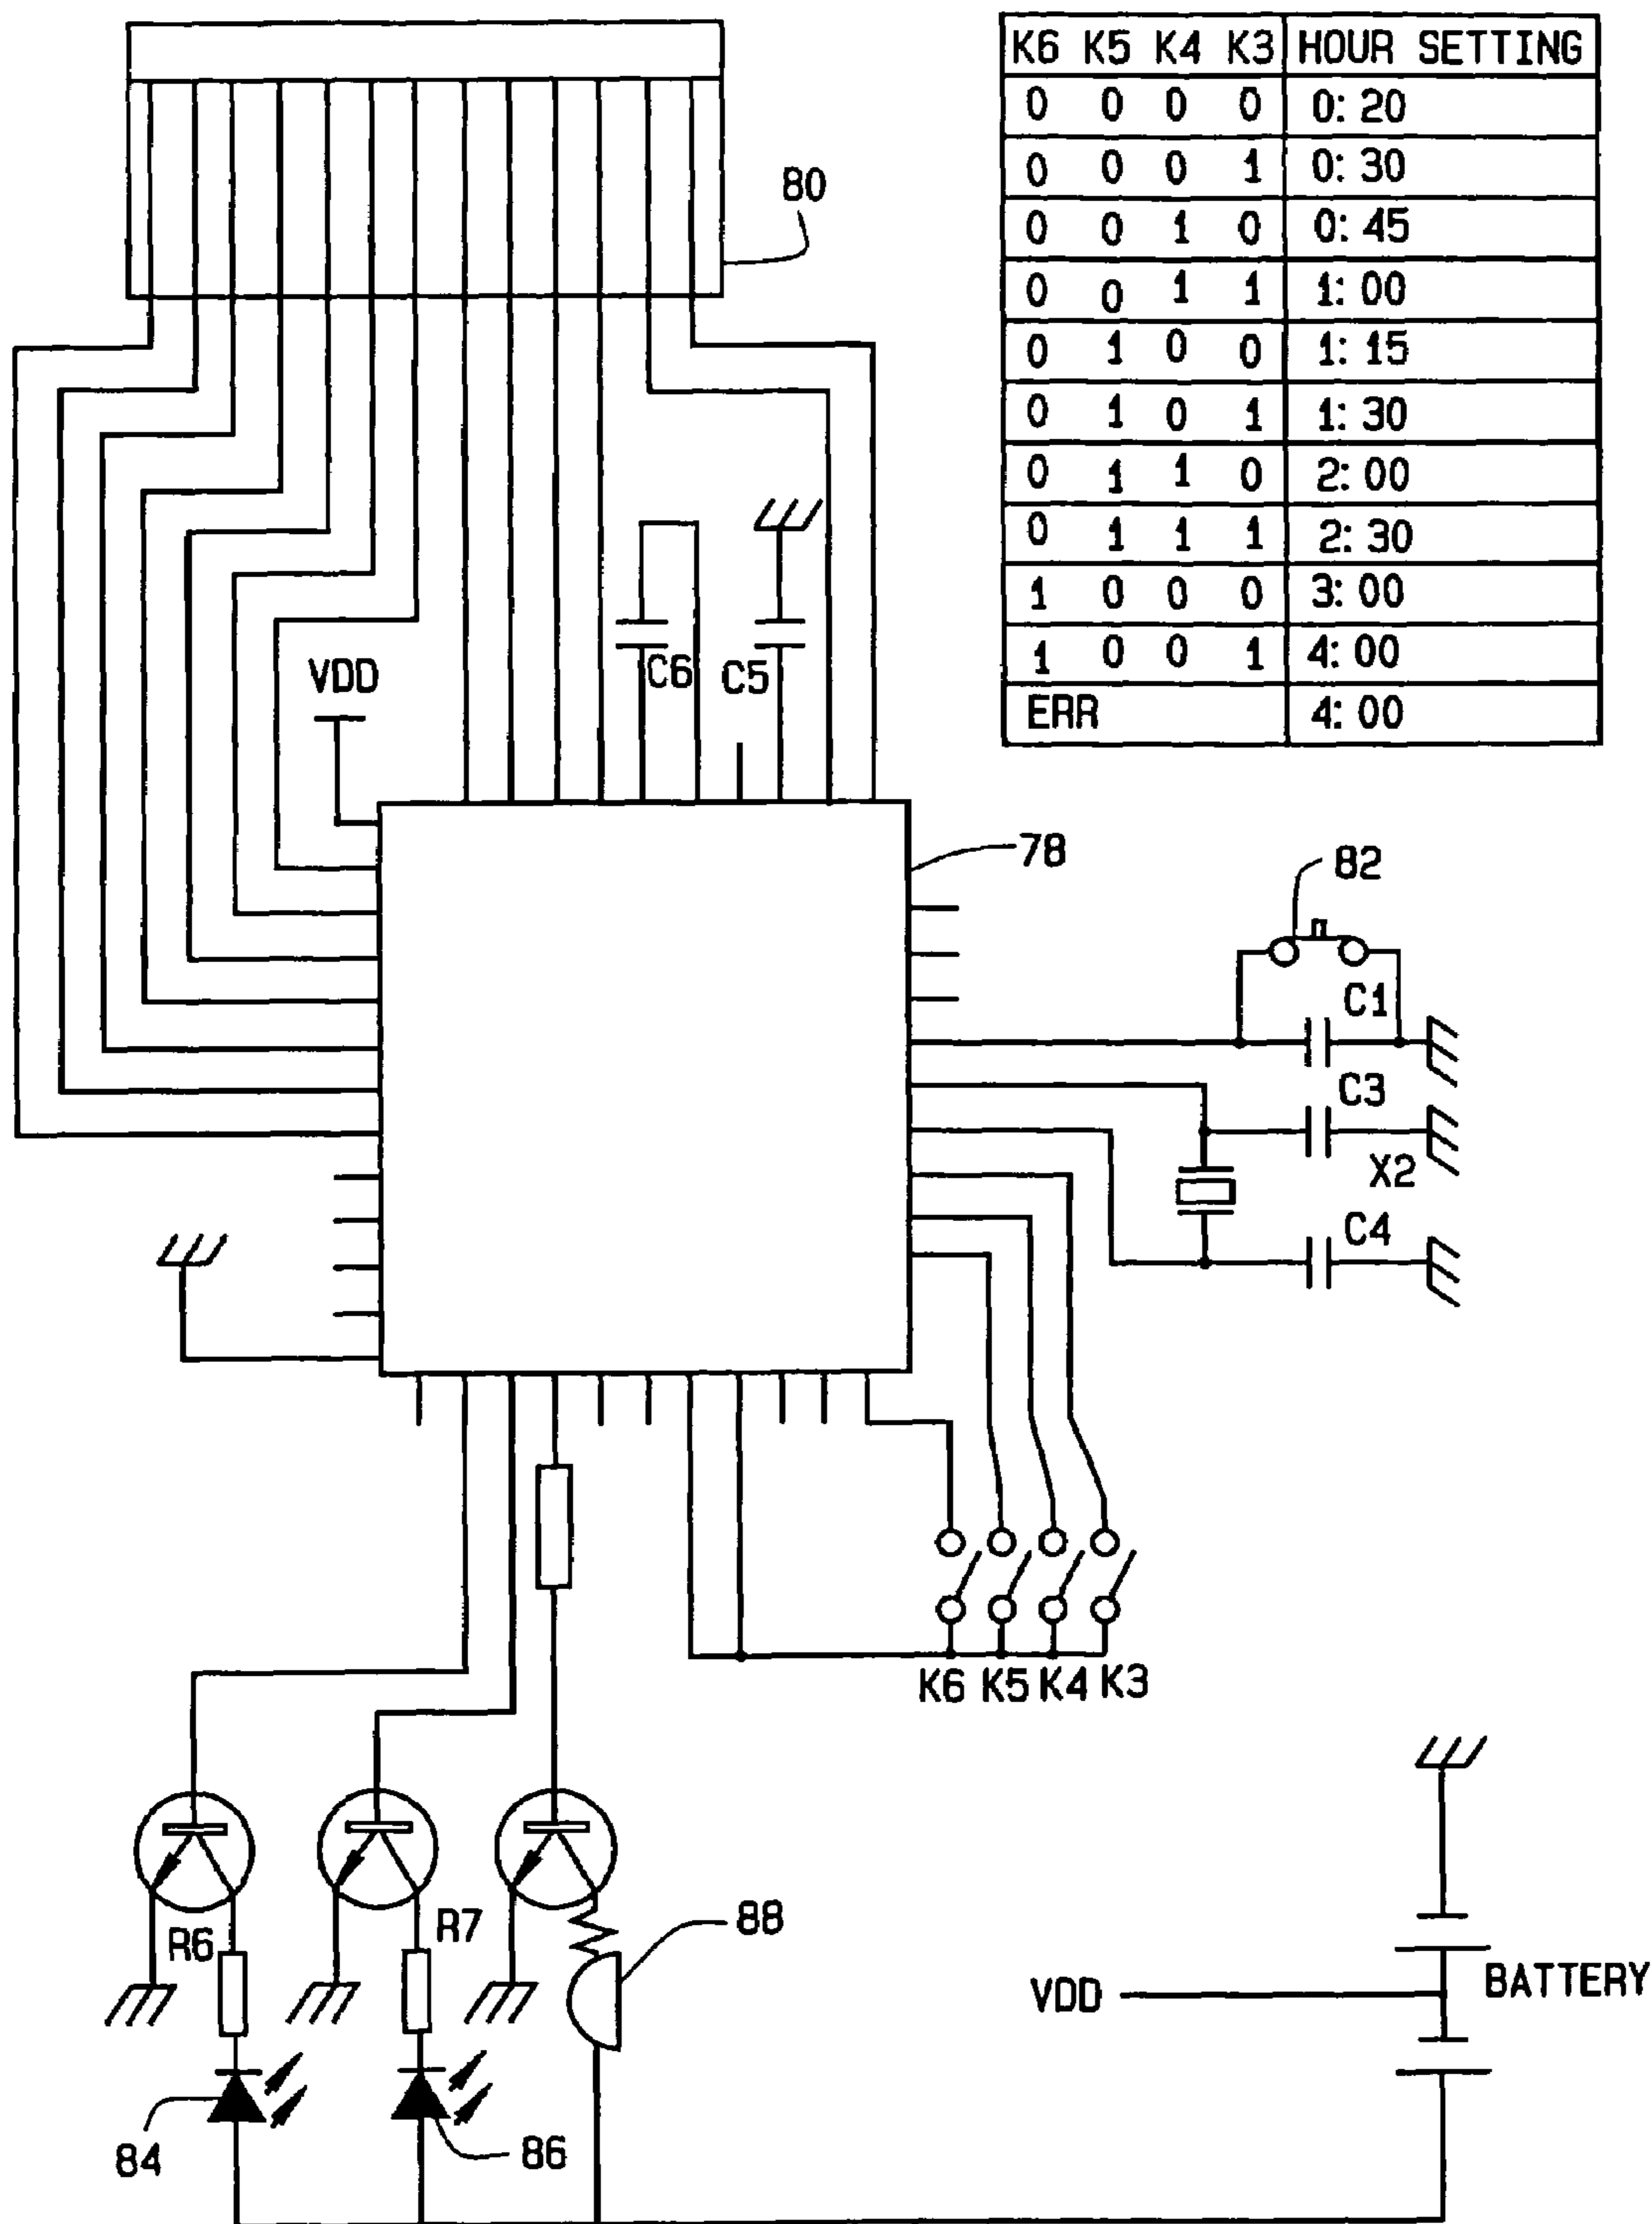 K6 K5 K4 K3 HOUR SETTING
0 0 0 0 0: 20
0 0 0 1 0: 30
0 0 1 0 0: 45
0 0 1 1 1: 00
0 1 0 0 1: 15
0 1 0 1 1: 30
0 1 1 0 2: 00
0 1 1 1 2: 30
1 0 0 0 3: 00
1 0 0 1 4: 00
ERR 4: 00
80
VDD
C6
C5
78
82
C1
C3
X2
C4
K6 K5 K4 K3
R6
R7
88
VDD
BATTERY
84
86